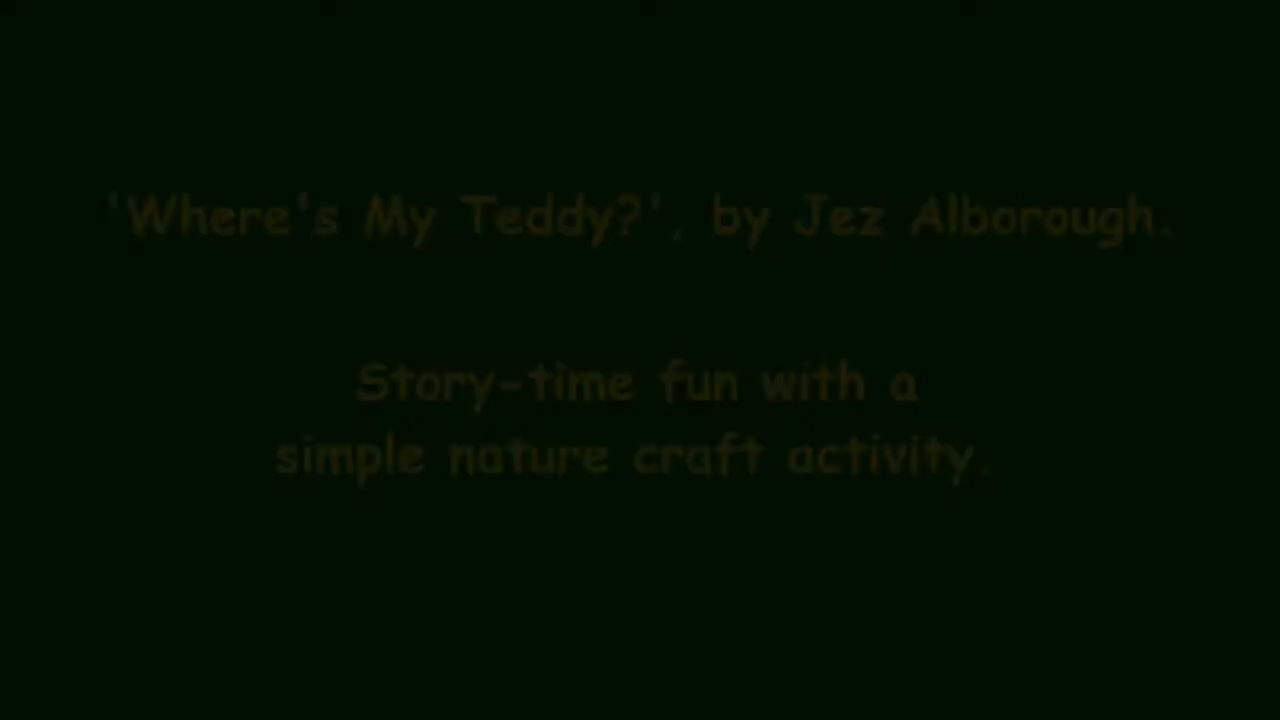 'Where's My Teddy?', by Jez Alborough.
Story-time fun with a
simple nature craft activity.